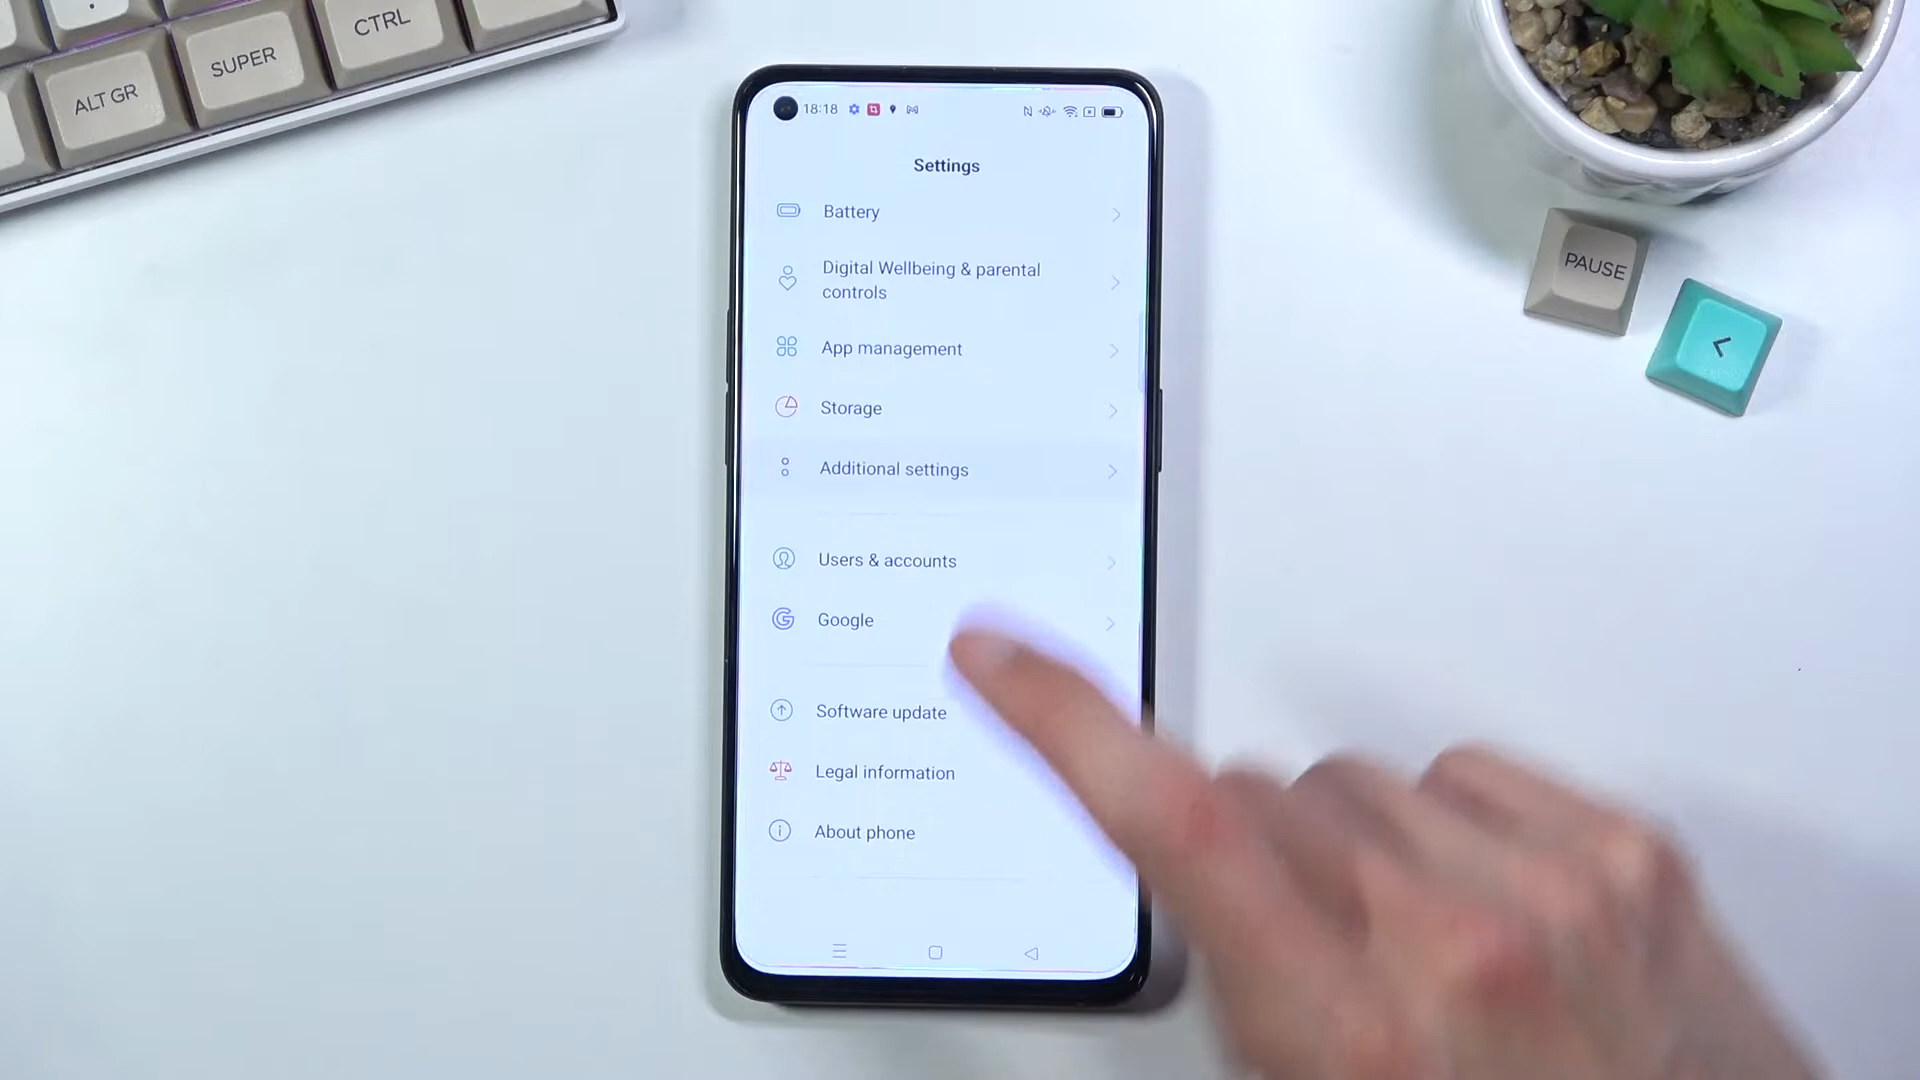 ALT GR
SUPER
CTRL
18:18
Settings
Battery
Digital Wellbeing & parental
controls
App management
Storage
Additional settings
Users & accounts
Google
Software update
Legal information
About phone
PAUSE
<